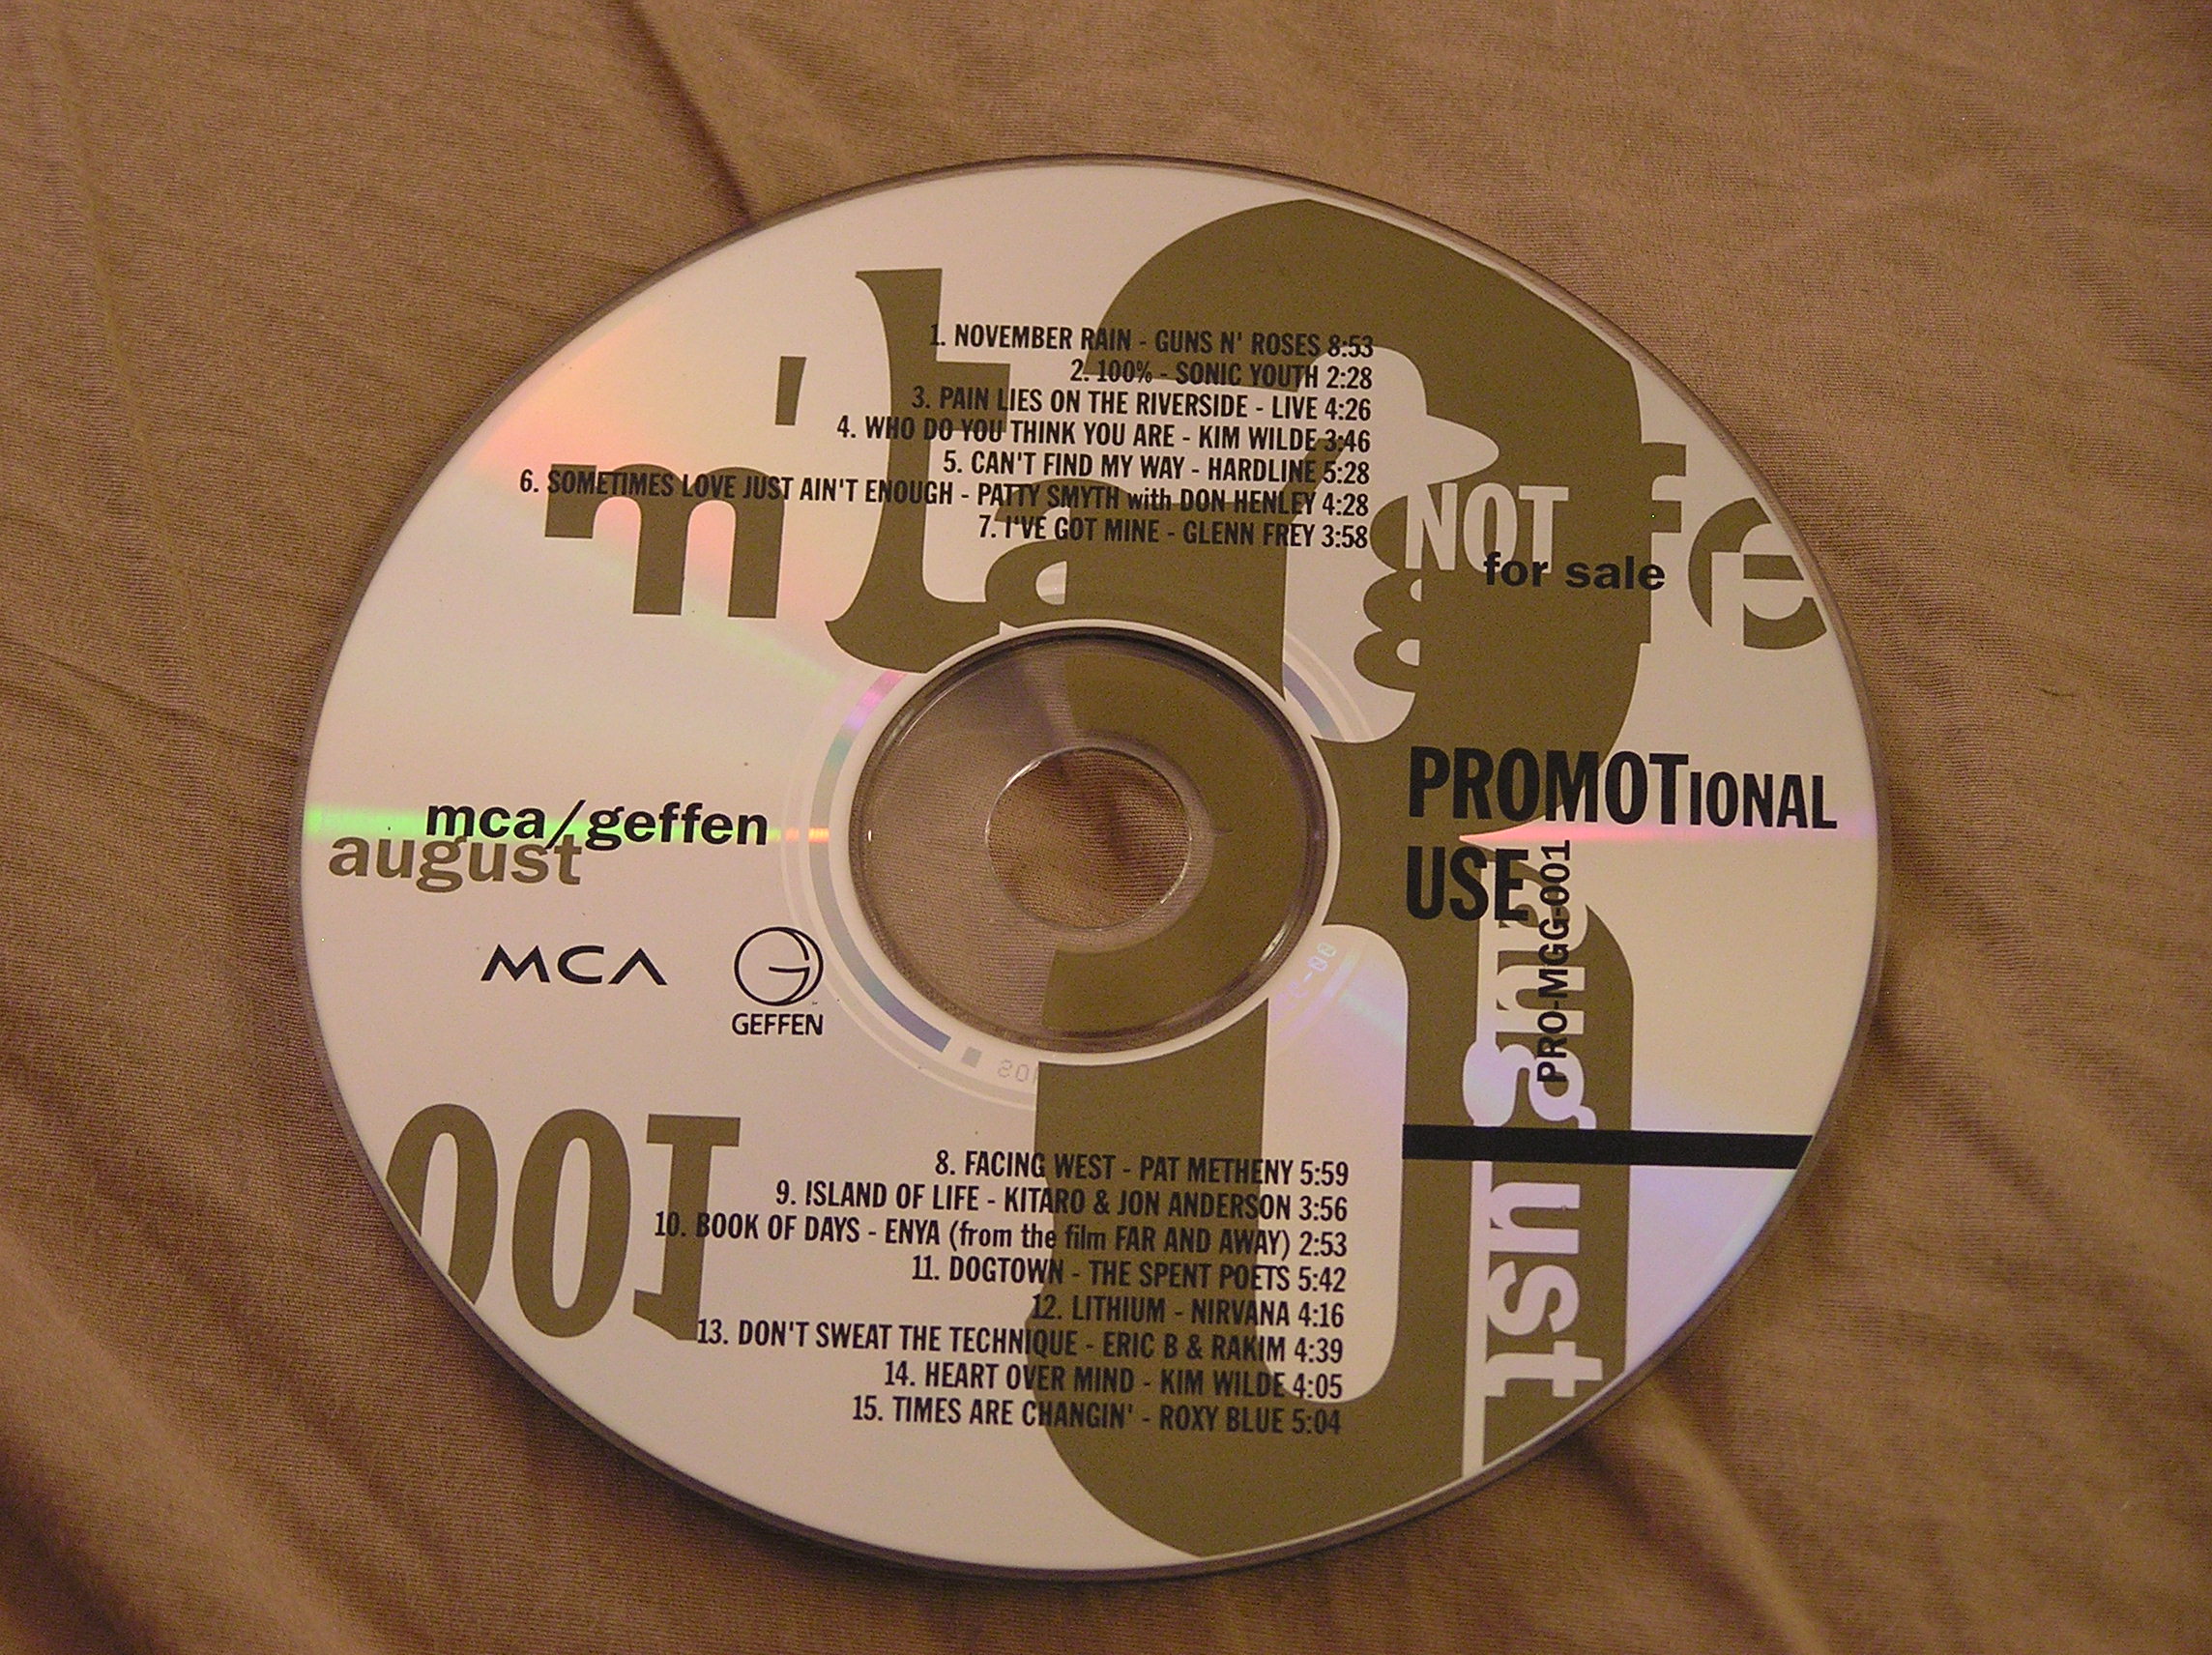 1. NOVEMBER RAIN - GUNS N' ROSES 8:53
2. 100% - SONIC YOUTH 2:28
3. PAIN LIES ON THE RIVERSIDE - LIVE 4:26
4. WHO DO YOU THINK YOU ARE - KIM WILDE 3:46
5. CAN'T FIND MY WAY - HARDLINE 5:28
6. SOMETIMES LOVE JUST AIN'T ENOUGH - PATTY SMYTH with DON HENLEY 4:28
7. I'VE GOT MINE - GLENN FREY 3:58
NOT
for sale
PROMOTIONAL
USE
PRO-MGG-001
mca/geffen
august
MCA
GEFFEN
001
august
8. FACING WEST - PAT METHENY 5:59
9. ISLAND OF LIFE - KITARO & JON ANDERSON 3:56
10. BOOK OF DAYS - ENYA (from the film FAR AND AWAY) 2:53
11. DOGTOWN - THE SPENT POETS 5:42
12. LITHIUM - NIRVANA 4:16
13. DON'T SWEAT THE TECHNIQUE - ERIC B & RAKIM 4:39
14. HEART OVER MIND - KIM WILDE 4:05
15. TIMES ARE CHANGIN' - ROXY BLUE 5:04